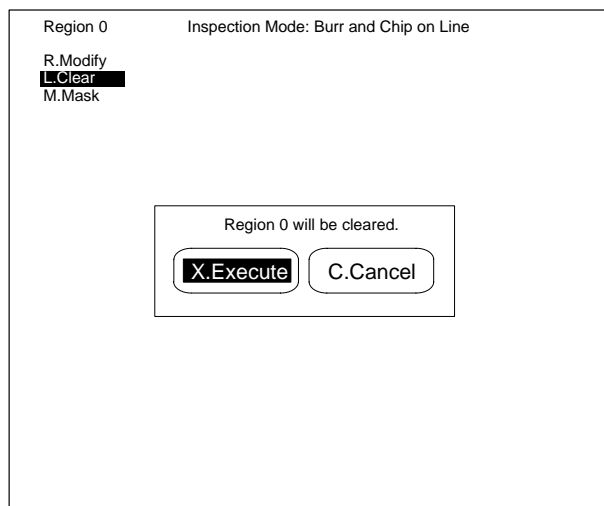 Region 0 Inspection Mode: Burr and Chip on Line
R.Modify
L.Clear
M.Mask
Region 0 will be cleared.
X.Execute C.Cancel